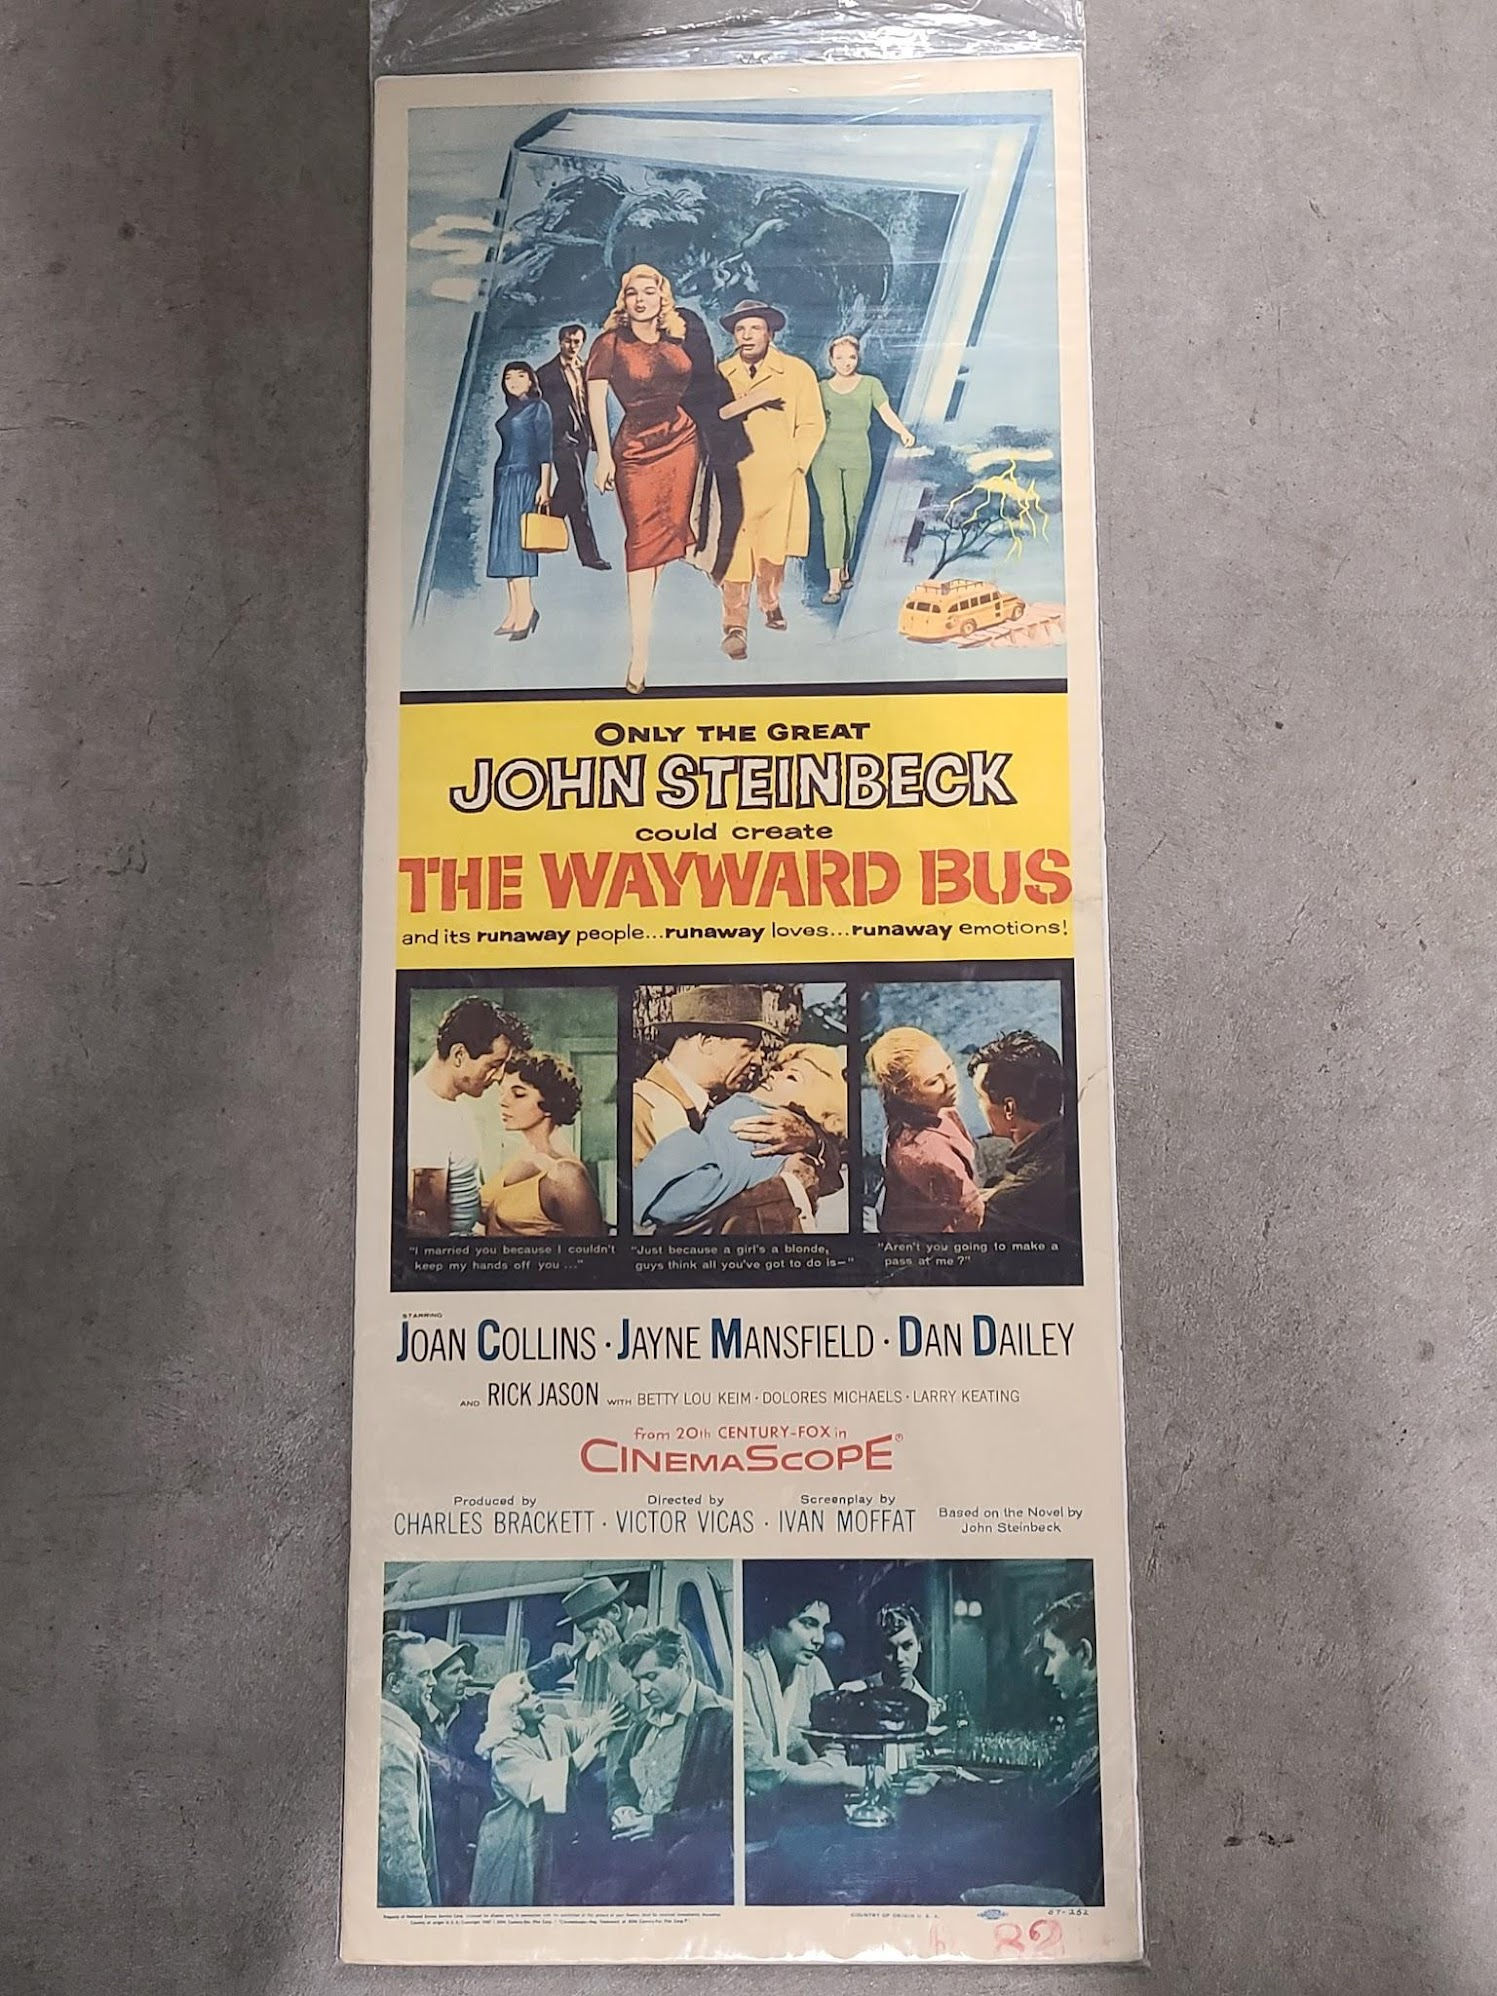 ONLY THE GREAT
JOHN STEINBECK
could create
THE WAYWARD BUS
and its runaway people...runaway loves...runaway emotions!
"I married you because I couldn't
keep my hands off you ..."
"Just because a girl's a blonde,
guys think all you've got to do is—"
"Aren't you going to make a
pass at me?"
STARRING
JOAN COLLINS · JAYNE MANSFIELD · DAN DAILEY
AND RICK JASON WITH BETTY LOU KEIM · DOLORES MICHAELS · LARRY KEATING
from 20th CENTURY-FOX in
CINEMASCOPE®
Produced by
CHARLES BRACKETT ·
Directed by
VICTOR VICAS ·
Screenplay by
IVAN MOFFAT
Based on the Novel by
John Steinbeck
COUNTRY OF ORIGIN U.S.A.
57-252